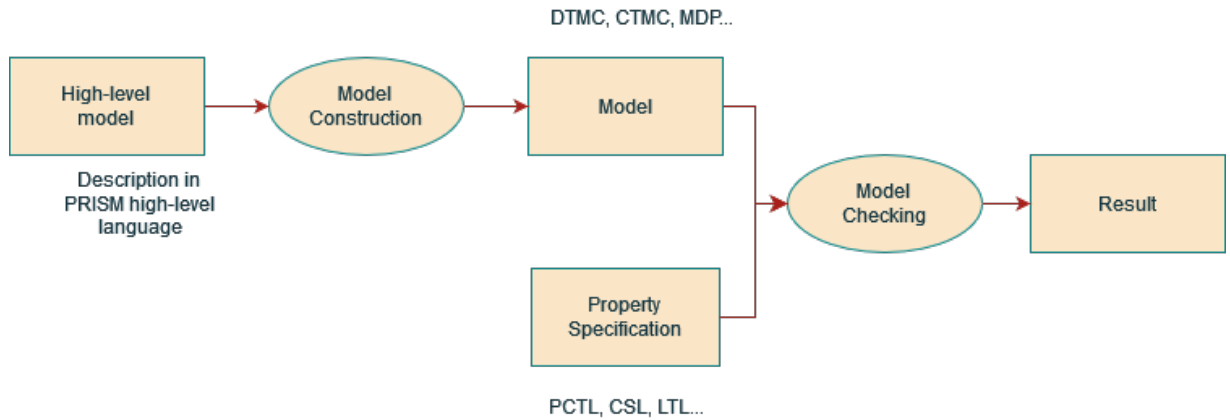 DTMC, CTMC, MDP...
High-level
model
Model
Construction
Model
Description in
PRISM high-level
language
Model
Checking
Result
Property
Specification
PCTL, CSL, LTL...